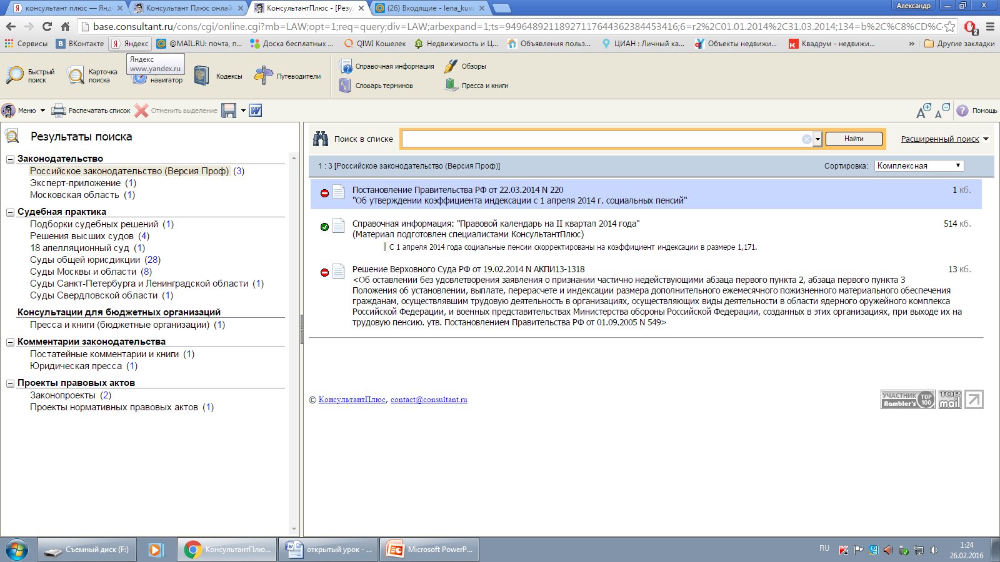 консультант плюс — Янд
Консультант Плюс онлай
КонсультантПлюс - [Резу
(26) Входящие - lena_kuva
Александр
base.consultant.ru/cons/cgi/online.cgi?mb=LAW;opt=1;req=query;div=LAW;arbexpand=1;ts=949648921189271176443623844534​16;6=r2%2C01.01.2014%2C31.03.2014;134=b%2C%C8%CD%C
2
Сервисы
ВКонтакте
Яндекс
@MAIL.RU: почта, п...
Доска бесплатных ...
QIWI Кошелек
Недвижимость и Ц...
Объявления польз...
ЦИАН : Личный ка...
Объекты недвижи...
Квадрум - недвижи...
»
Другие закладки
Яндекс
www.yandex.ru
Быстрый
поиск
Карточка
поиска
навигатор
Кодексы
Путеводители
Справочная информация
Словарь терминов
Обзоры
Пресса и книги
Меню
Распечатать список
Отменить выделение
Помощь
Результаты поиска
Законодательство
Российское законодательство (Версия Проф) (3)
Эксперт-приложение (1)
Московская область (1)
Судебная практика
Подборки судебных решений (1)
Решения высших судов (4)
18 апелляционный суд (1)
Суды общей юрисдикции (28)
Суды Москвы и области (8)
Суды Санкт-Петербурга и Ленинградской области (1)
Суды Свердловской области (1)
Консультации для бюджетных организаций
Пресса и книги (бюджетные организации) (1)
Комментарии законодательства
Постатейные комментарии и книги (1)
Юридическая пресса (1)
Проекты правовых актов
Законопроекты (2)
Проекты нормативных правовых актов (1)
Поиск в списке
Найти
Расширенный поиск
1 : 3 [Российское законодательство (Версия Проф)]
Сортировка:
Комплексная
Постановление Правительства РФ от 22.03.2014 N 220
1 кб.
"Об утверждении коэффициента индексации с 1 апреля 2014 г. социальных пенсий"
Справочная информация: "Правовой календарь на II квартал 2014 года"
514 кб.
(Материал подготовлен специалистами КонсультантПлюс)
С 1 апреля 2014 года социальные пенсии скорректированы на коэффициент индексации в размере 1,171.
Решение Верховного Суда РФ от 19.02.2014 N АКПИ13-1318
13 кб.
<Об оставлении без удовлетворения заявления о признании частично недействующими абзаца первого пункта 2, абзаца первого пункта 3
Положения об установлении, выплате, перерасчете и индексации размера дополнительного ежемесячного пожизненного материального обеспечения
гражданам, осуществлявшим трудовую деятельность в организациях, осуществляющих виды деятельности в области ядерного оружейного комплекса
Российской Федерации, и военных представительствах Министерства обороны Российской Федерации, созданных в этих организациях, при выходе их на
трудовую пенсию. утв. Постановлением Правительства РФ от 01.09.2005 N 549>
© КонсультантПлюс, contact@consultant.ru
УЧАСТНИК
Rambler's
TOP
100
TOP
mail
Съемный диск (F:)
КонсультантПлю...
открытый урок - ...
Microsoft PowerP...
RU
1:24
26.02.2016